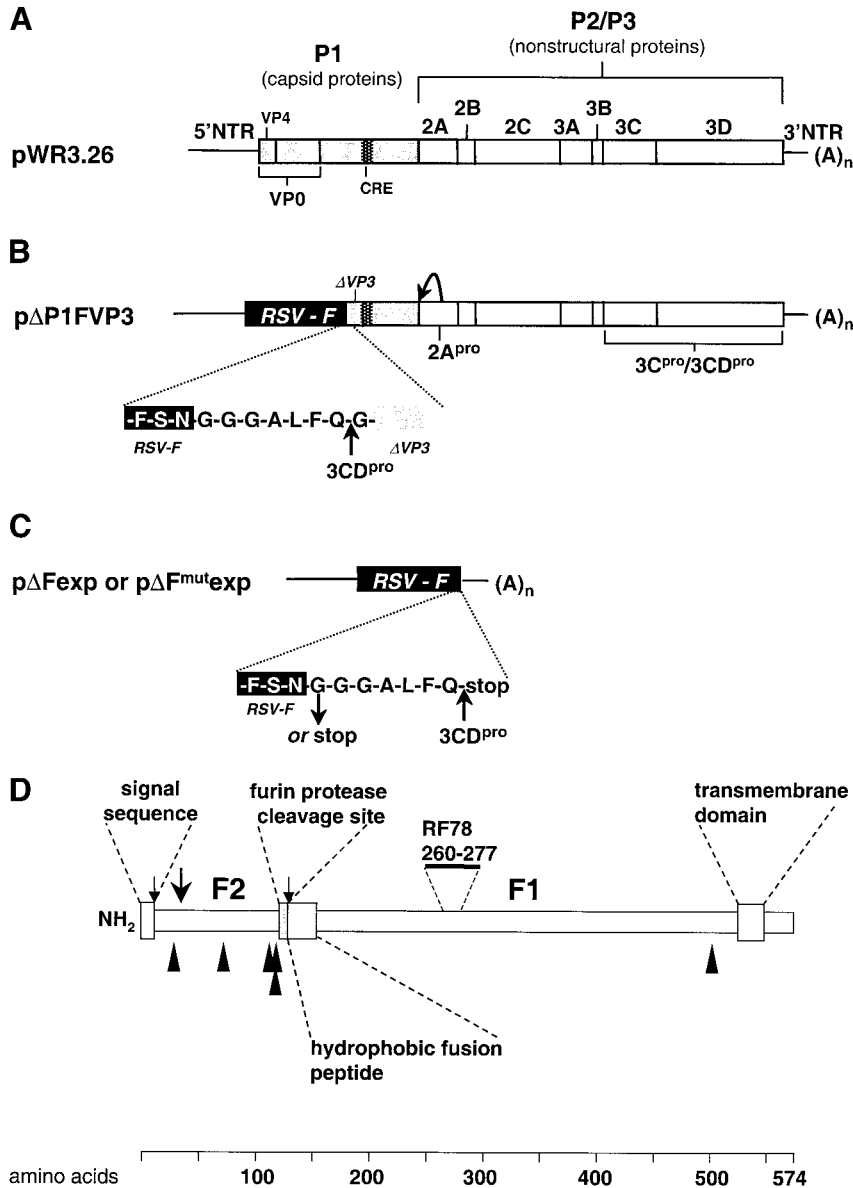 A
P2/P3
(nonstructural proteins)
P1
(capsid proteins)
5'NTR VP4 2A 2B 2C 3A 3B 3C 3D 3'NTR
pWR3.26 (A)n
VP0 CRE
B
ΔVP3
pΔP1FVP3 RSV - F (A)n
2Apro 3Cpro/3CDpro
-F-S-N-G-G-G-A-L-F-Q-G-
RSV-F ΔVP3
3CDpro
C
pΔFexp or pΔFmutexp RSV - F (A)n
-F-S-N-G-G-G-A-L-F-Q-stop
RSV-F
or stop 3CDpro
D
signal sequence
furin protease cleavage site
RF78
260-277
transmembrane domain
F2 F1
NH2
hydrophobic fusion peptide
amino acids 100 200 300 400 500 574